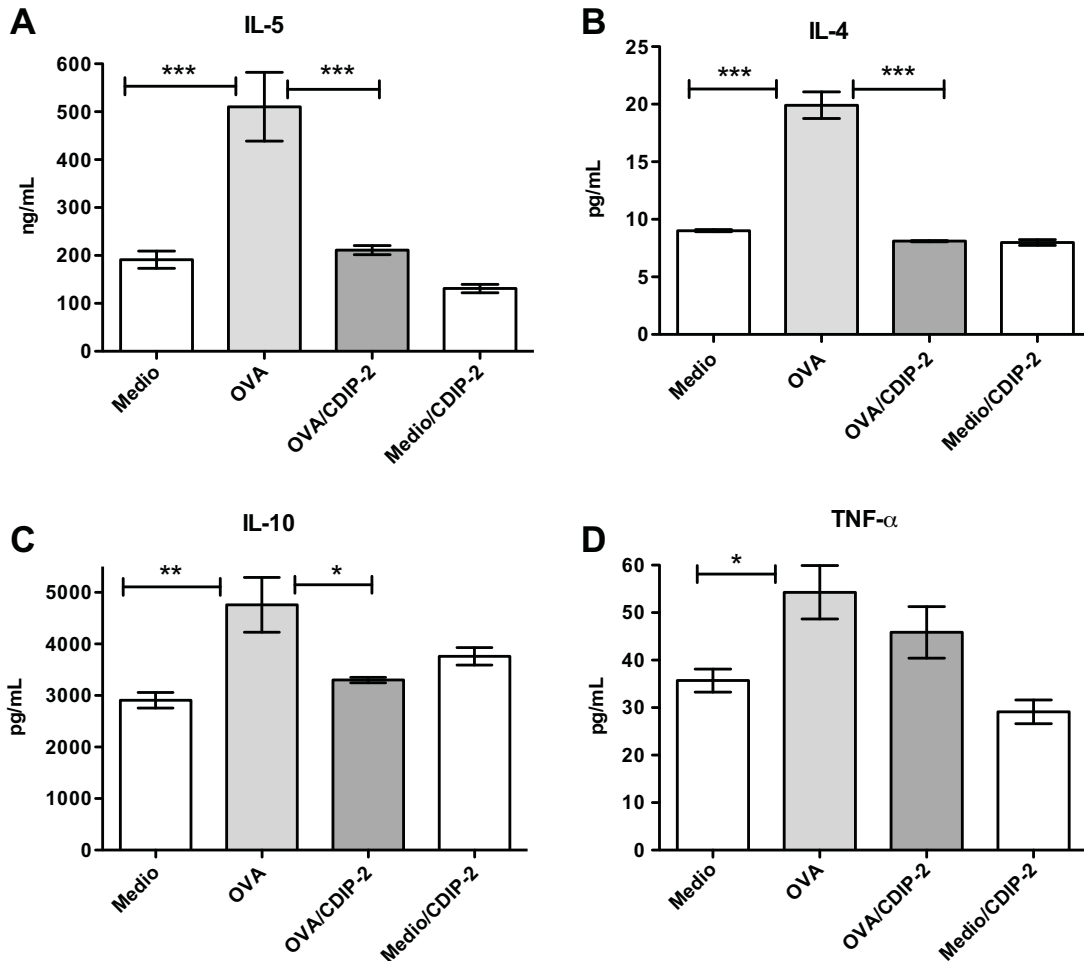 A
IL-5
ng/mL
600
500
400
300
200
100
0
***
***
Medio
OVA
OVA/CDIP-2
Medio/CDIP-2
B
IL-4
pg/mL
25
20
15
10
5
0
***
***
Medio
OVA
OVA/CDIP-2
Medio/CDIP-2
C
IL-10
pg/mL
5000
4000
3000
2000
1000
0
**
*
Medio
OVA
OVA/CDIP-2
Medio/CDIP-2
D
TNF-α
pg/mL
60
50
40
30
20
10
0
*
Medio
OVA
OVA/CDIP-2
Medio/CDIP-2